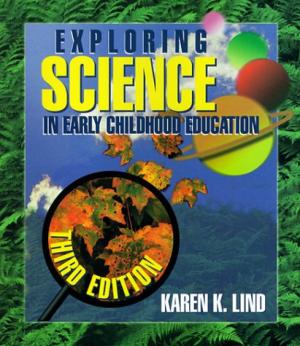 EXPLORING
SCIENCE
IN EARLY CHILDHOOD EDUCATION
THIRD EDITION
KAREN K. LIND